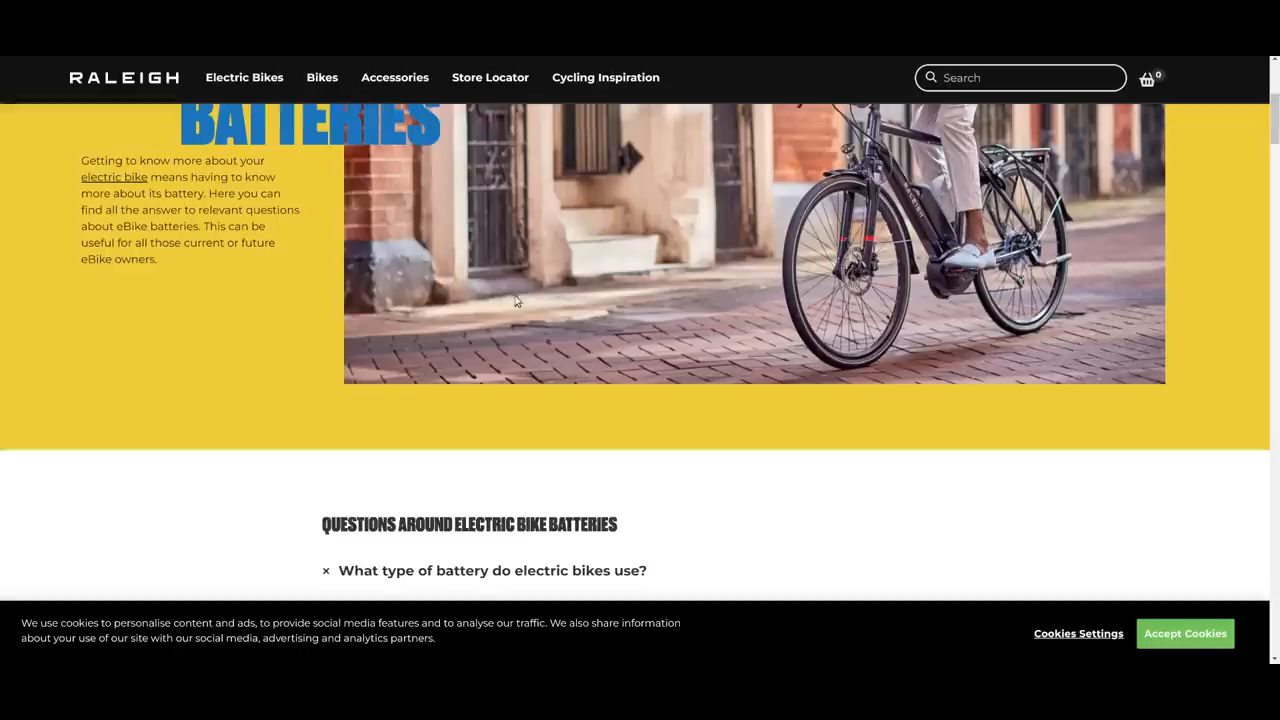 RALEIGH Electric Bikes Bikes Accessories Store Locator Cycling Inspiration Search 0
BATTERIES
Getting to know more about your
electric bike means having to know
more about its battery. Here you can
find all the answer to relevant questions
about eBike batteries. This can be
useful for all those current or future
eBike owners.
RALEIGH
QUESTIONS AROUND ELECTRIC BIKE BATTERIES
× What type of battery do electric bikes use?
We use cookies to personalise content and ads, to provide social media features and to analyse our traffic. We also share information
about your use of our site with our social media, advertising and analytics partners.
Cookies Settings Accept Cookies